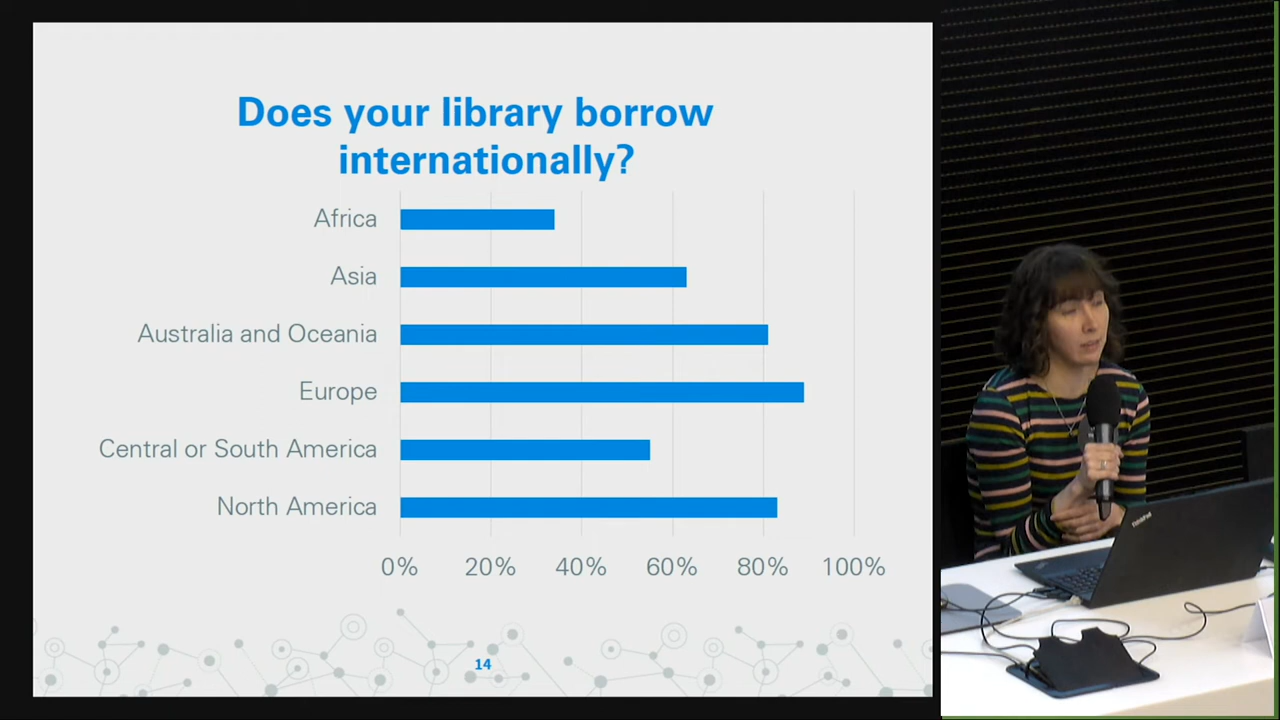 Does your library borrow
internationally?
Africa
Asia
Australia and Oceania
Europe
Central or South America
North America
0% 20% 40% 60% 80% 100%
14
ThinkPad